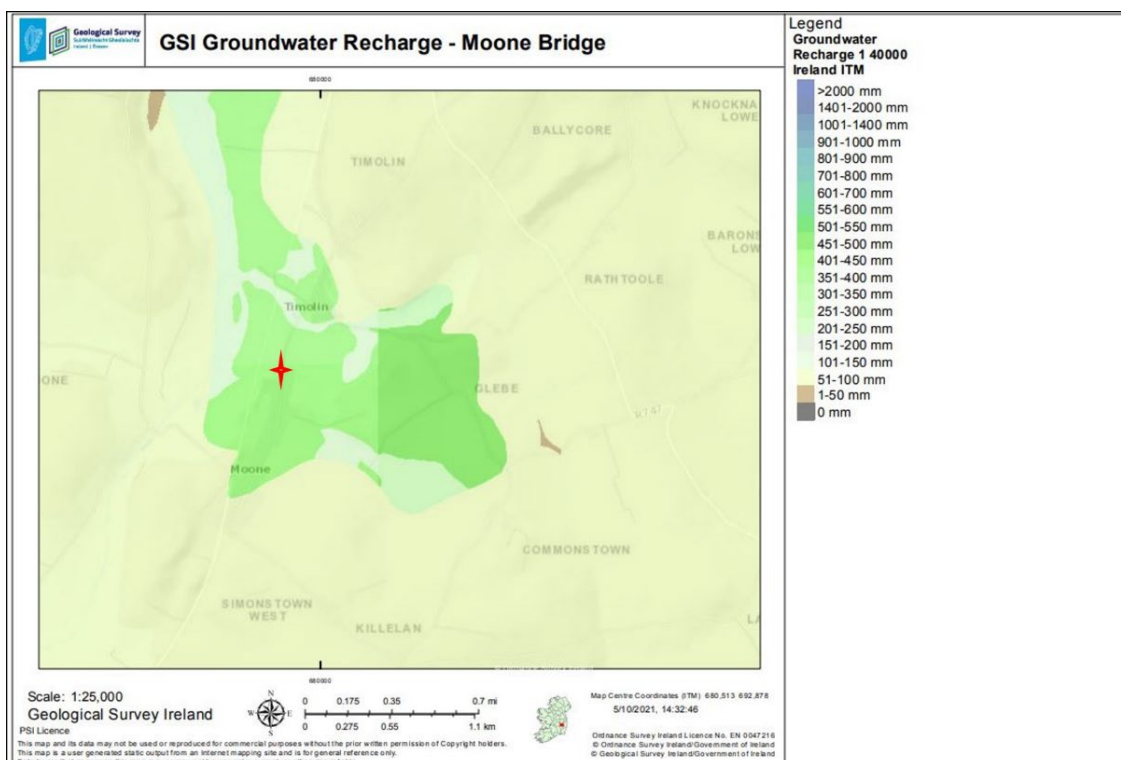 Geological Survey
Suirbhéireacht Gheolaíochta
Ireland | Éireann
GSI Groundwater Recharge - Moone Bridge
680000
KNOCKNA
LOWE
BALLYCORE
TIMOLIN
BARONS
LOW
RATHTOOLE
Timolin
ONE
GLEBE
R747
Moone
COMMONSTOWN
SIMONSTOWN
WEST
KILLELAN
LA
680000
Legend
Groundwater
Recharge 1 40000
Ireland ITM
>2000 mm
1401-2000 mm
1001-1400 mm
901-1000 mm
801-900 mm
701-800 mm
601-700 mm
551-600 mm
501-550 mm
451-500 mm
401-450 mm
351-400 mm
301-350 mm
251-300 mm
201-250 mm
151-200 mm
101-150 mm
51-100 mm
1-50 mm
0 mm
Scale: 1:25,000
Geological Survey Ireland
PSI Licence
This map and its data may not be used or reproduced for commercial purposes without the prior written permission of Copyright holders.
This map is a user generated static output from an Internet mapping site and is for general reference only.
N
W E
S
0 0.175 0.35 0.7 mi
0 0.275 0.55 1.1 km
Map Centre Coordinates (ITM) 680,513 692,878
5/10/2021, 14:32:46
Ordnance Survey Ireland Licence No. EN 0047216
© Ordnance Survey Ireland/Government of Ireland
© Geological Survey Ireland/Government of Ireland